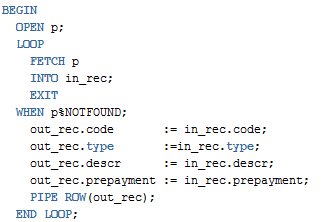 BEGIN
OPEN p;
LOOP
FETCH p
INTO in_rec;
EXIT
WHEN p%NOTFOUND;
out_rec.code := in_rec.code;
out_rec.type :=in_rec.type;
out_rec.descr := in_rec.descr;
out_rec.prepayment := in_rec.prepayment;
PIPE ROW(out_rec);
END LOOP;